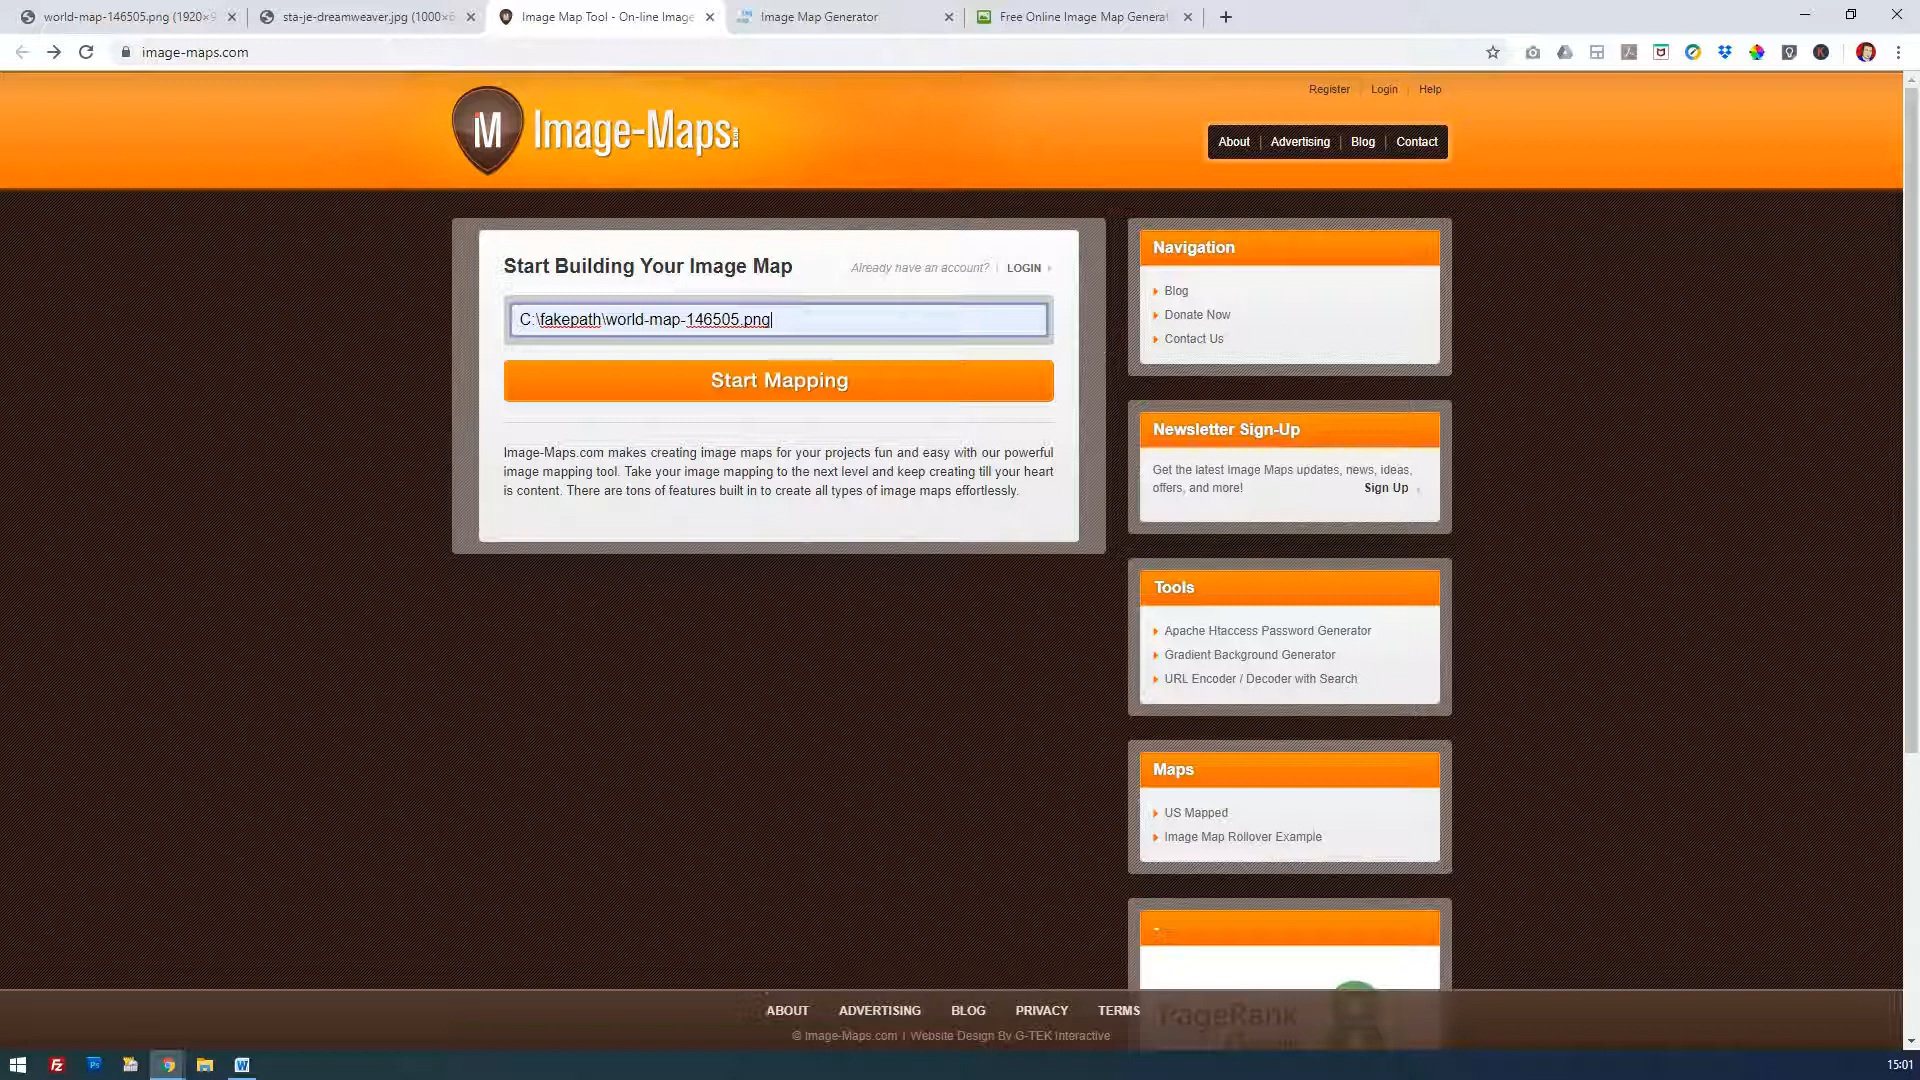 world-map-146505.png (1920×9
sta-je-dreamweaver.jpg (1000×6
Image Map Tool - On-line Image
Image Map Generator
Free Online Image Map Generat
image-maps.com
Register
Login
Help
M
Image-Maps.com
About
Advertising
Blog
Contact
Start Building Your Image Map
Already have an account?
LOGIN
C:\fakepath\world-map-146505.png
Start Mapping
Image-Maps.com makes creating image maps for your projects fun and easy with our powerful
image mapping tool. Take your image mapping to the next level and keep creating till your heart
is content. There are tons of features built in to create all types of image maps effortlessly.
Navigation
Blog
Donate Now
Contact Us
Newsletter Sign-Up
Get the latest Image Maps updates, news, ideas,
offers, and more!
Sign Up
Tools
Apache Htaccess Password Generator
Gradient Background Generator
URL Encoder / Decoder with Search
Maps
US Mapped
Image Map Rollover Example
PageRank
ABOUT
ADVERTISING
BLOG
PRIVACY
TERMS
© Image-Maps.com | Website Design By G-TEK Interactive
15:01